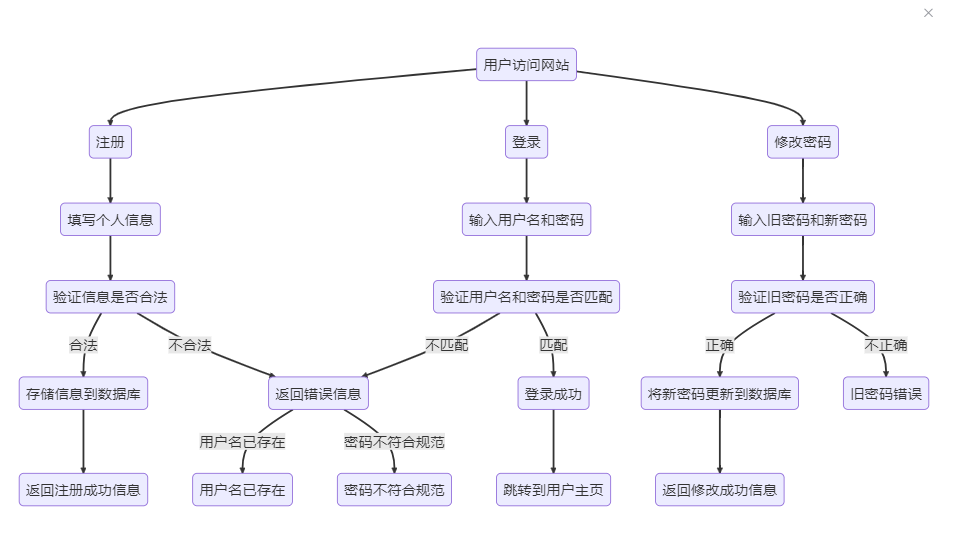 用户访问网站
注册
登录
修改密码
填写个人信息
输入用户名和密码
输入旧密码和新密码
验证信息是否合法
验证用户名和密码是否匹配
验证旧密码是否正确
合法
不合法
不匹配
匹配
正确
不正确
存储信息到数据库
返回错误信息
登录成功
将新密码更新到数据库
旧密码错误
用户名已存在
密码不符合规范
返回注册成功信息
用户名已存在
密码不符合规范
跳转到用户主页
返回修改成功信息